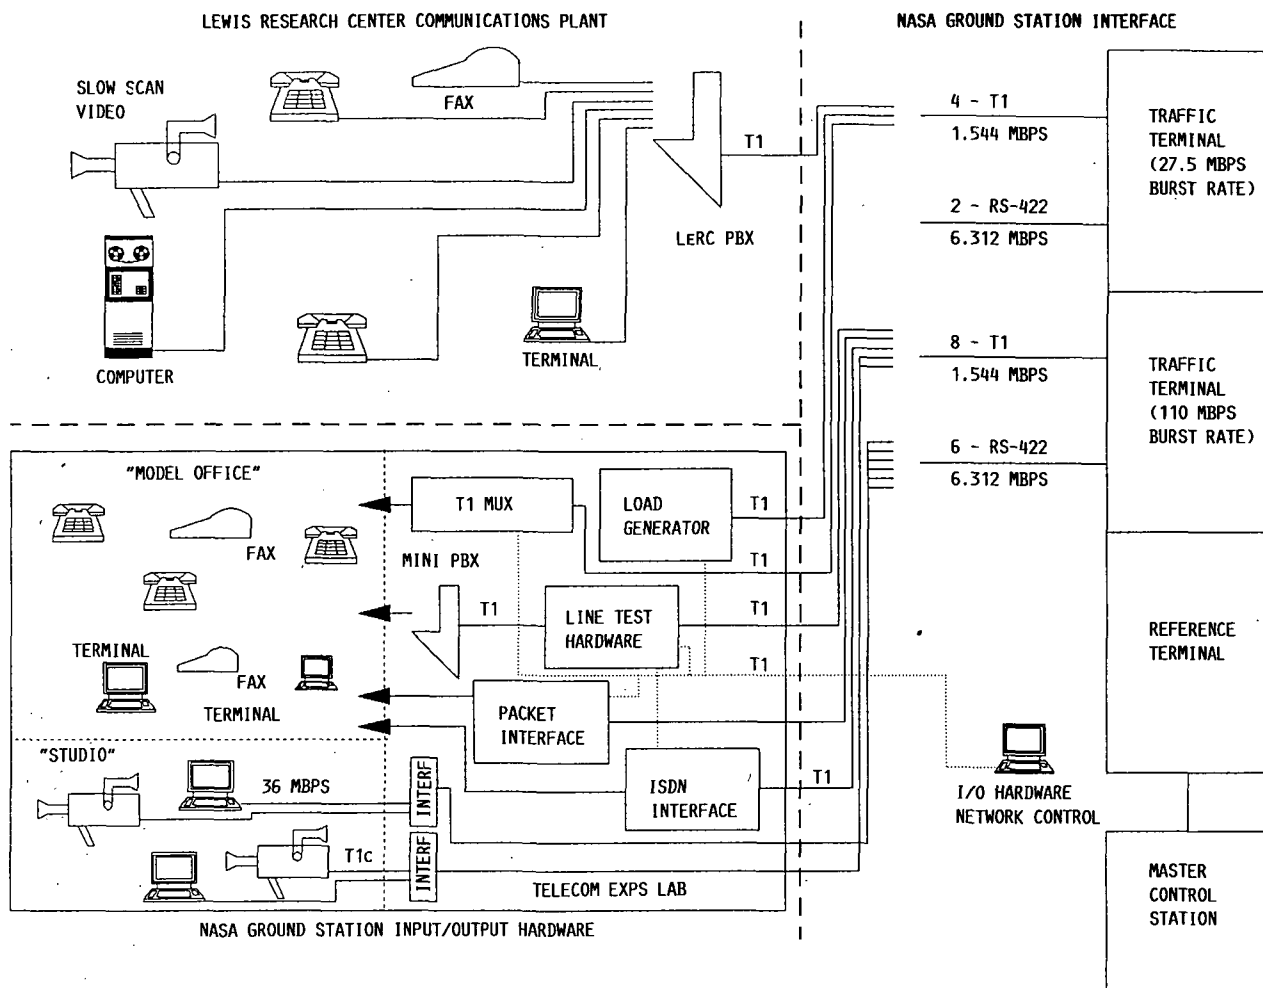 LEWIS RESEARCH CENTER COMMUNICATIONS PLANT
NASA GROUND STATION INTERFACE
SLOW SCAN
VIDEO
FAX
T1
LERC PBX
COMPUTER
TERMINAL
4 - T1
1.544 MBPS
2 - RS-422
6.312 MBPS
TRAFFIC
TERMINAL
(27.5 MBPS
BURST RATE)
8 - T1
1.544 MBPS
6 - RS-422
6.312 MBPS
TRAFFIC
TERMINAL
(110 MBPS
BURST RATE)
"MODEL OFFICE"
FAX
TERMINAL
FAX
TERMINAL
T1 MUX
LOAD
GENERATOR
T1
T1
MINI PBX
T1
LINE TEST
HARDWARE
T1
T1
PACKET
INTERFACE
ISDN
INTERFACE
T1
REFERENCE
TERMINAL
I/O HARDWARE
NETWORK CONTROL
"STUDIO"
36 MBPS
INTERF
T1c
INTERF
TELECOM EXPS LAB
MASTER
CONTROL
STATION
NASA GROUND STATION INPUT/OUTPUT HARDWARE